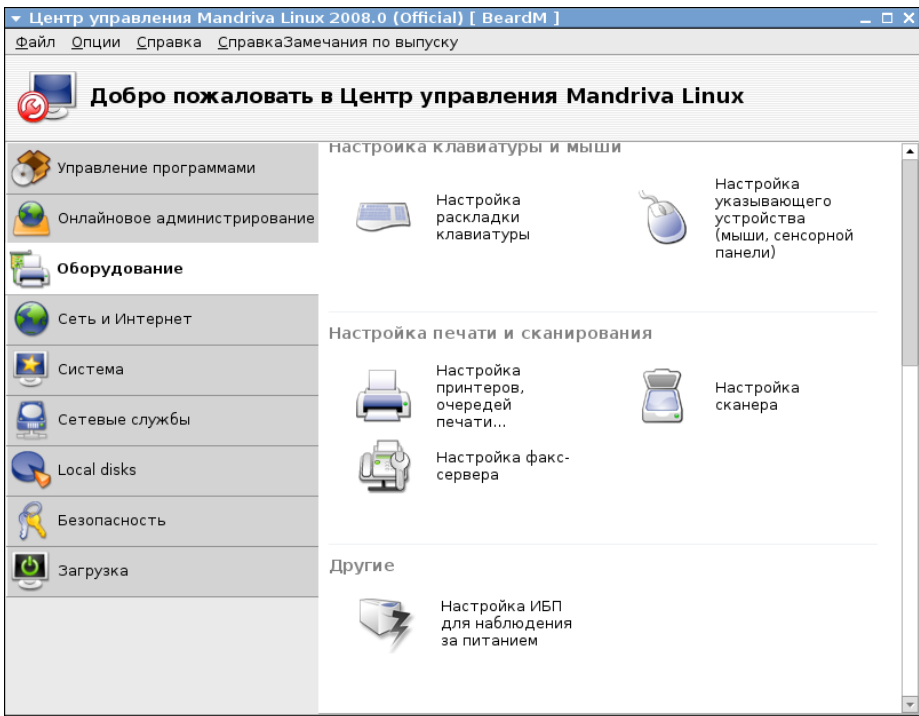 Центр управления Mandriva Linux 2008.0 (Official) [ BeardM ]
Файл Опции Справка СправкаЗамечания по выпуску
Добро пожаловать в Центр управления Mandriva Linux
Управление программами
Онлайновое администрирование
Оборудование
Сеть и Интернет
Система
Сетевые службы
Local disks
Безопасность
Загрузка
Настройка клавиатуры и мыши
Настройка
раскладки
клавиатуры
Настройка
указывающего
устройства
(мыши, сенсорной
панели)
Настройка печати и сканирования
Настройка
принтеров,
очередей
печати...
Настройка
сканера
Настройка факс-
сервера
Другие
Настройка ИБП
для наблюдения
за питанием